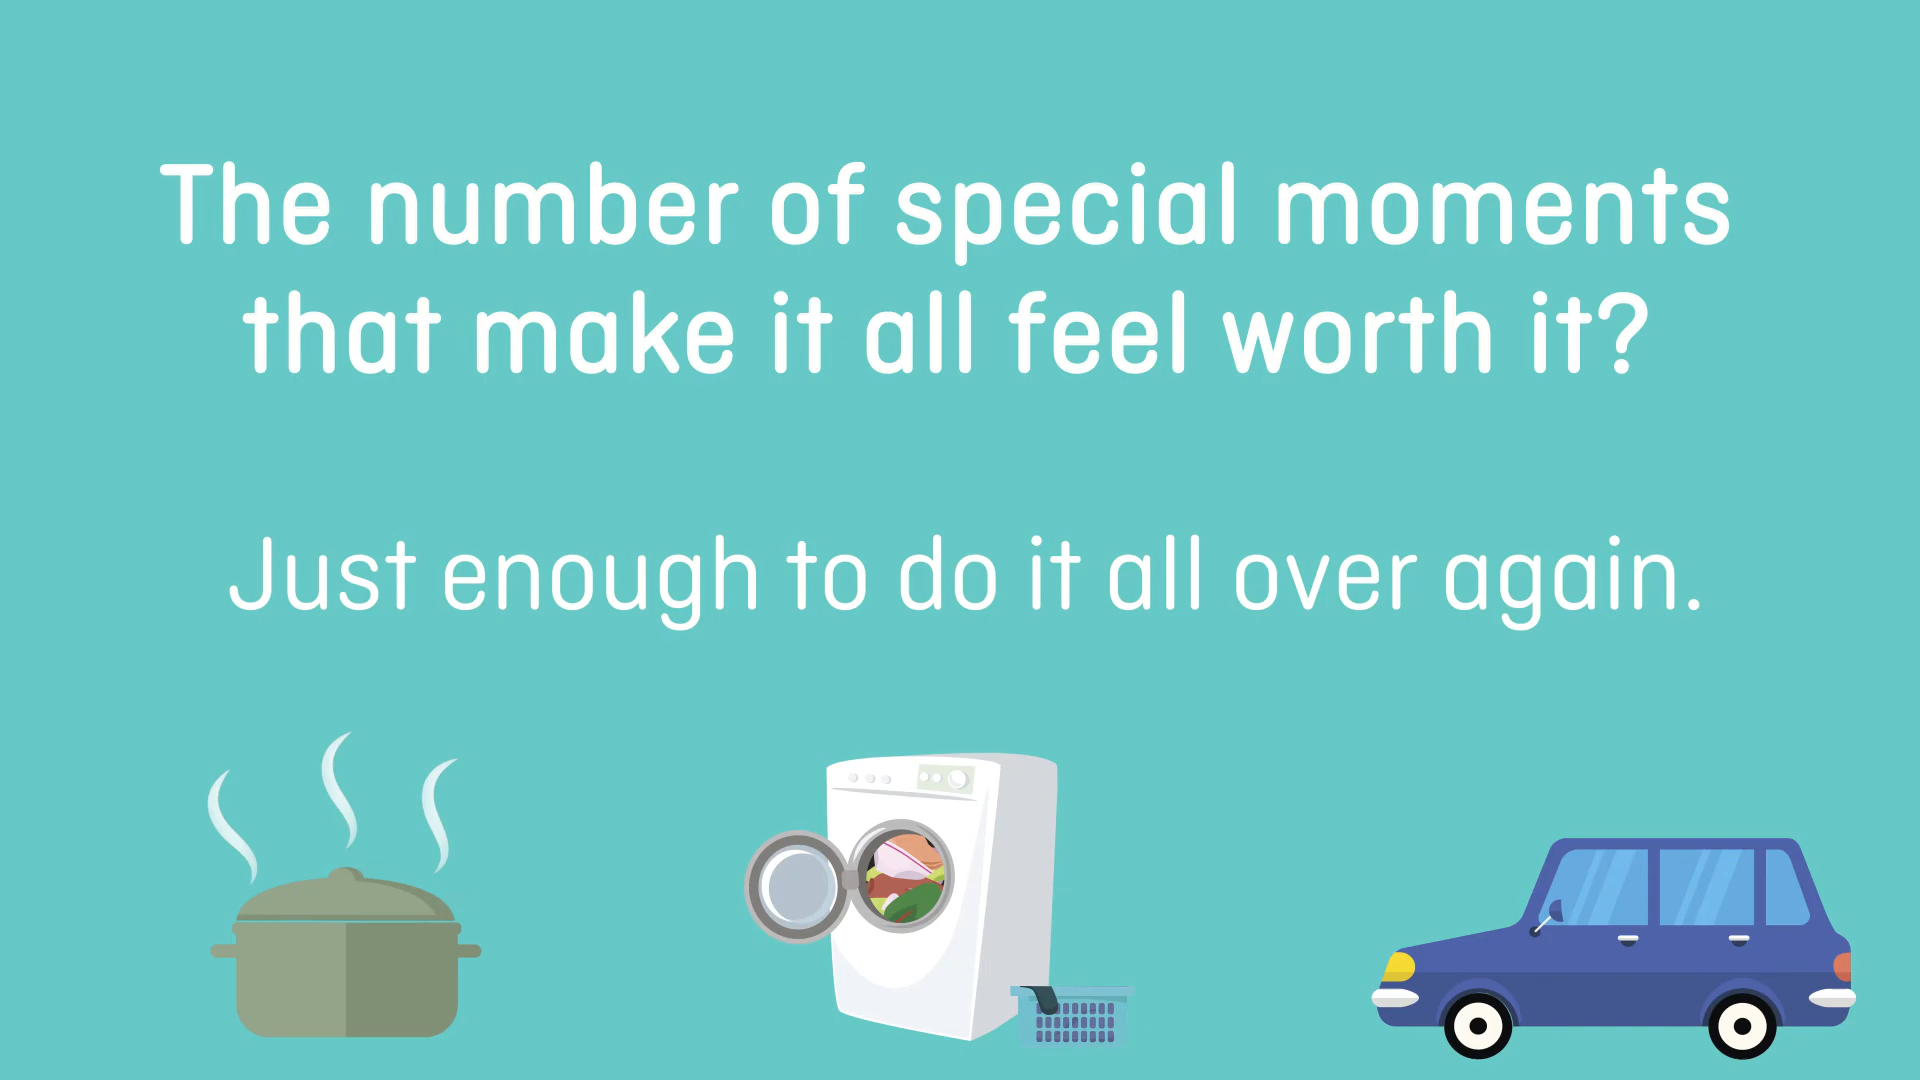 The number of special moments
that make it all feel worth it?
Just enough to do it all over again.